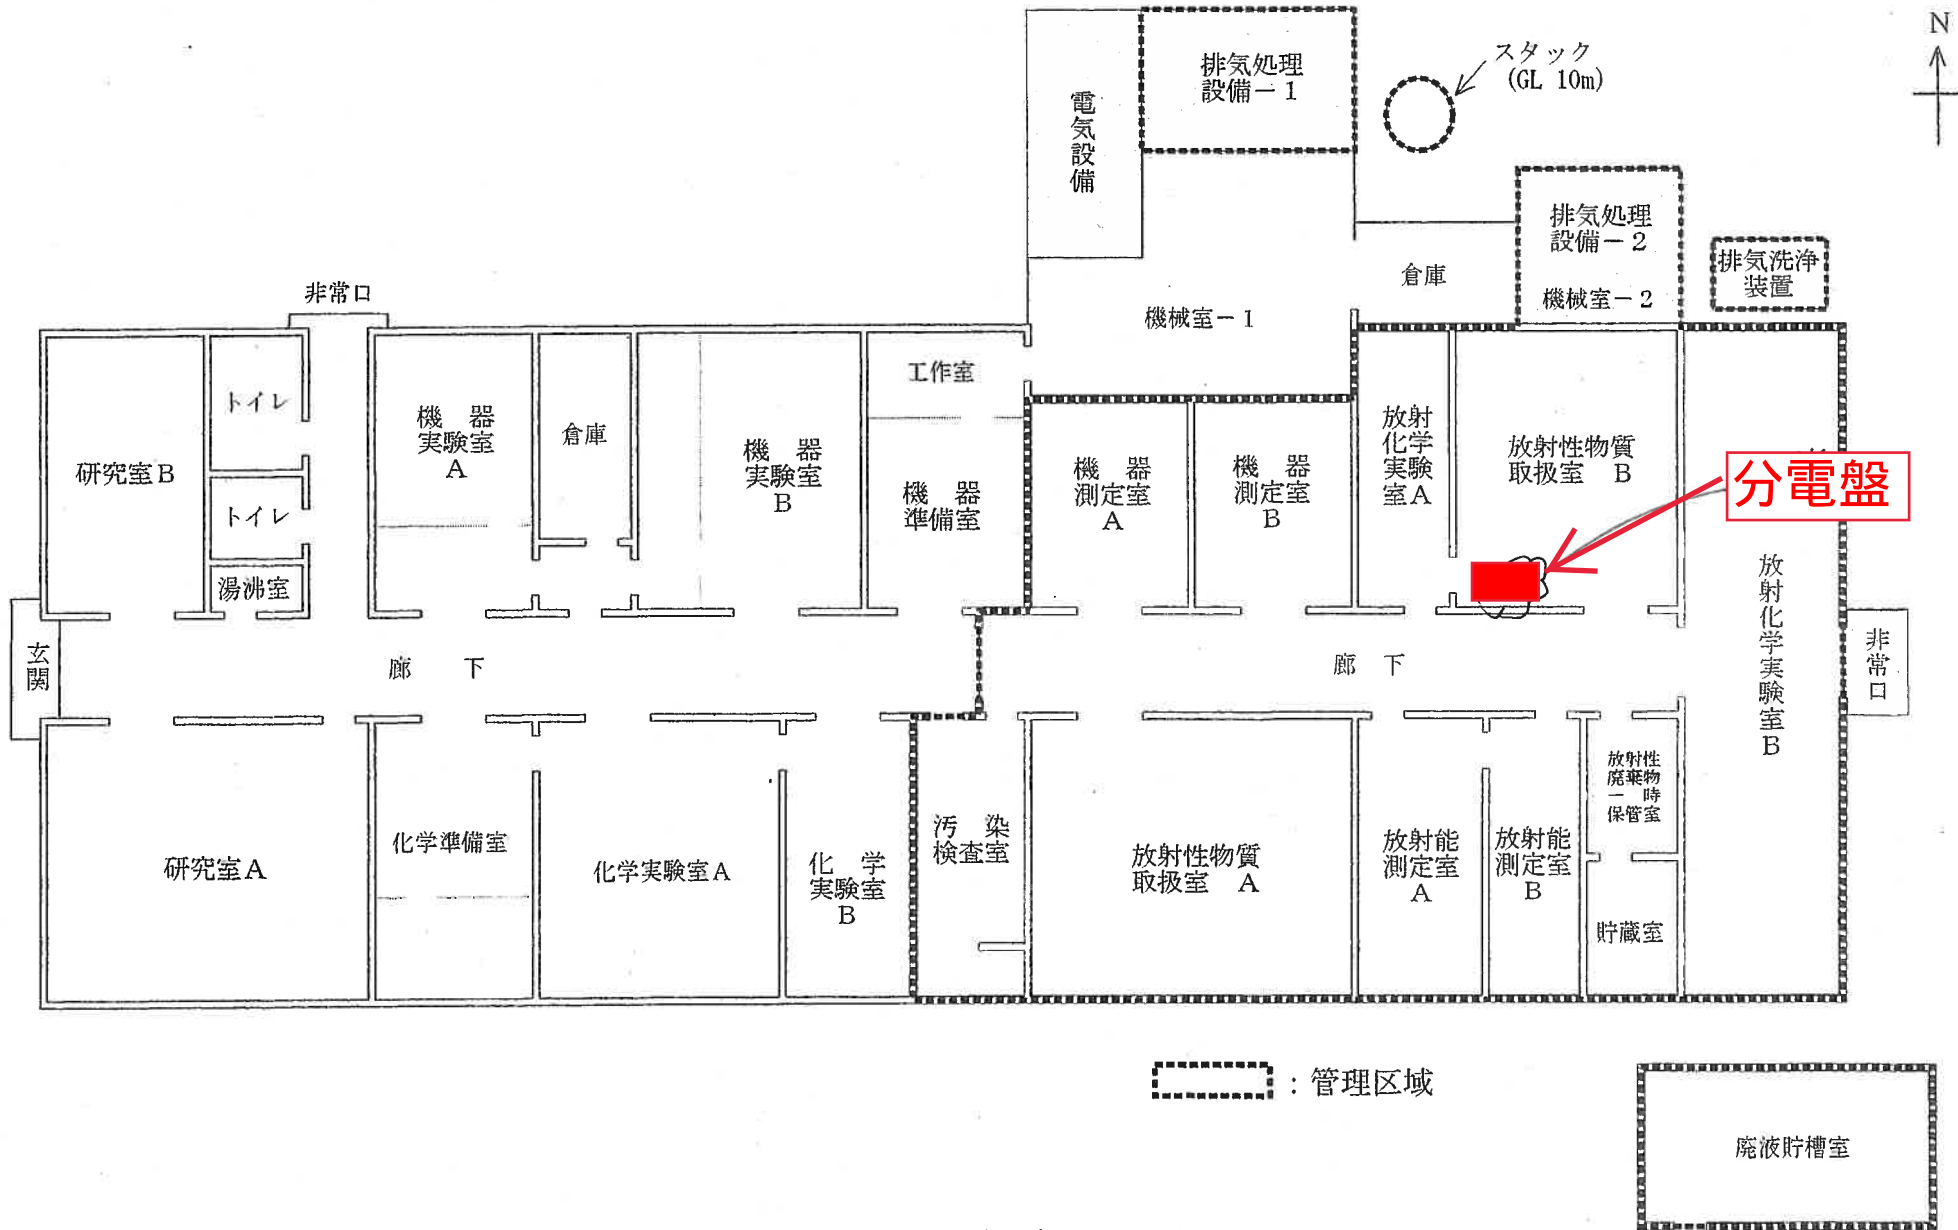 N
スタック
(GL 10m)
排気処理
設備－1
電気設備
排気処理
設備－2
機械室－2
排気洗浄
装置
倉庫
機械室－1
非常口
工作室
トイレ
機 器
実験室
A
倉庫
機 器
実験室
B
研究室B
機 器
準備室
機 器
測定室
A
機 器
測定室
B
放射
化学
実験
室A
放射性物質
取扱室 B
分電盤
トイレ
湯沸室
放射化学実験室B
玄関
廊 下
廊 下
非常口
研究室A
化学準備室
化学実験室A
化 学
実験室
B
汚 染
検査室
放射性物質
取扱室 A
放射能
測定室
A
放射能
測定室
B
放射性
廃棄物
一 時
保管室
貯蔵室
：管理区域
廃液貯槽室